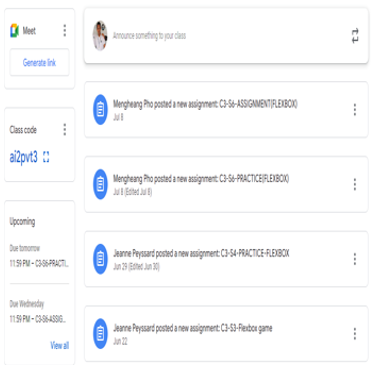 Meet
Generate link
Class code
ai2pvt3
Upcoming
Due tomorrow
11:59 PM – C3-S6-PRACTI...
Due Wednesday
11:59 PM – C3-S6-ASSIG...
View all
Announce something to your class
Mengheang Pho posted a new assignment: C3-S6-ASSIGNMENT(FLEXBOX)
Jul 8
Mengheang Pho posted a new assignment: C3-S6-PRACTICE(FLEXBOX)
Jul 8 (Edited Jul 8)
Jeanne Peyssard posted a new assignment: C3-S4-PRACTICE-FLEXBOX
Jun 29 (Edited Jun 30)
Jeanne Peyssard posted a new assignment: C3-S3-Flexbox game
Jun 22